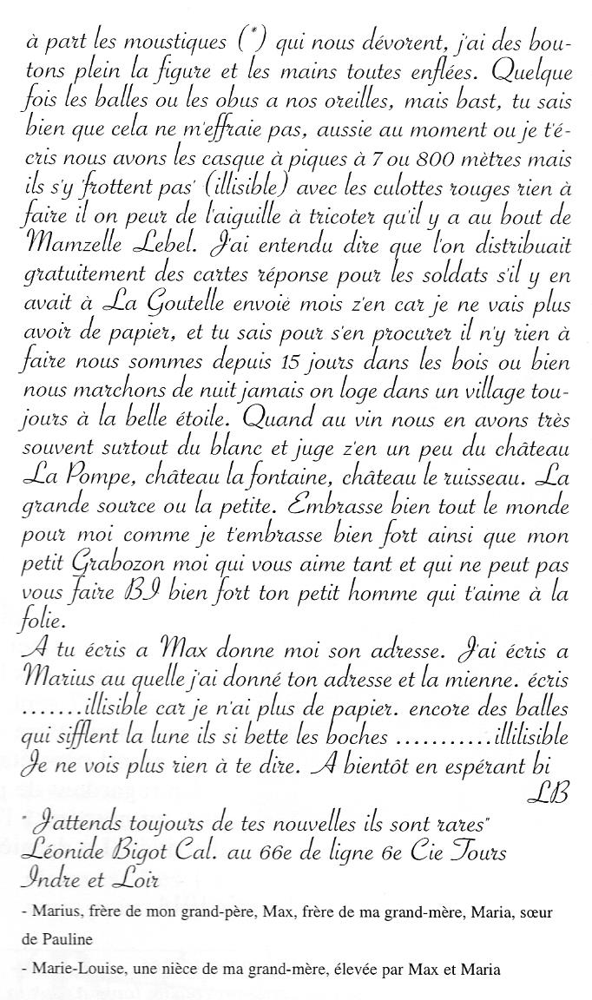 à part les moustiques (*) qui nous dévorent, j'ai des bou-
tons plein la figure et les mains toutes enflées. Quelque
fois les balles ou les obus a nos oreilles, mais bast, tu sais
bien que cela ne m'effraie pas, aussie au moment ou je t'é-
cris nous avons les casque à piques à 7 ou 800 mètres mais
ils s'y 'frottent pas' (illisible) avec les culottes rouges rien à
faire il on peur de l'aiguille à tricoter qu'il y a au bout de
Mamzelle Lebel. J'ai entendu dire que l'on distribuait
gratuitement des cartes réponse pour les soldats s'il y en
avait à La Goutelle envoie mois z'en car je ne vais plus
avoir de papier, et tu sais pour s'en procurer il n'y rien à
faire nous sommes depuis 15 jours dans les bois ou bien
nous marchons de nuit jamais on loge dans un village tou-
jours à la belle étoile. Quand au vin nous en avons très
souvent surtout du blanc et juge z'en un peu du château
La Pompe, château la fontaine, château le ruisseau. La
grande source ou la petite. Embrasse bien tout le monde
pour moi comme je t'embrasse bien fort ainsi que mon
petit Grabozon moi qui vous aime tant et qui ne peut pas
vous faire BI bien fort ton petit homme qui t'aime à la
folie.
A tu écris a Max donne moi son adresse. J'ai écris a
Marius au quelle j'ai donné ton adresse et la mienne. écris
.......illisible car je n'ai plus de papier. encore des balles
qui sifflent la lune ils si bette les boches ...........illilisible
Je ne vois plus rien à te dire. A bientôt en espérant bi
LB
" J'attends toujours de tes nouvelles ils sont rares"
Léonide Bigot Cal. au 66e de ligne 6e Cie Tours
Indre et Loir
- Marius, frère de mon grand-père, Max, frère de ma grand-mère, Maria, sœur
de Pauline
- Marie-Louise, une nièce de ma grand-mère, élevée par Max et Maria